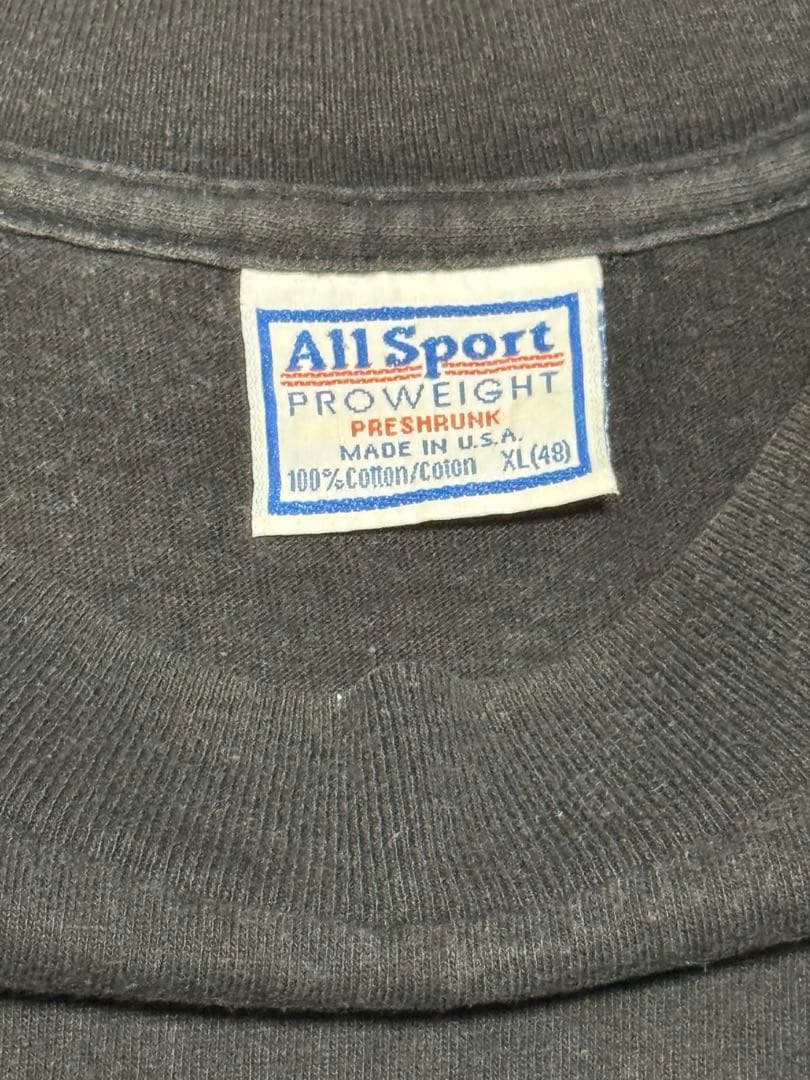 All Sport
PROWEIGHT
PRESHRUNK
MADE IN U.S.A.
100% Cotton/Coton XL(48)